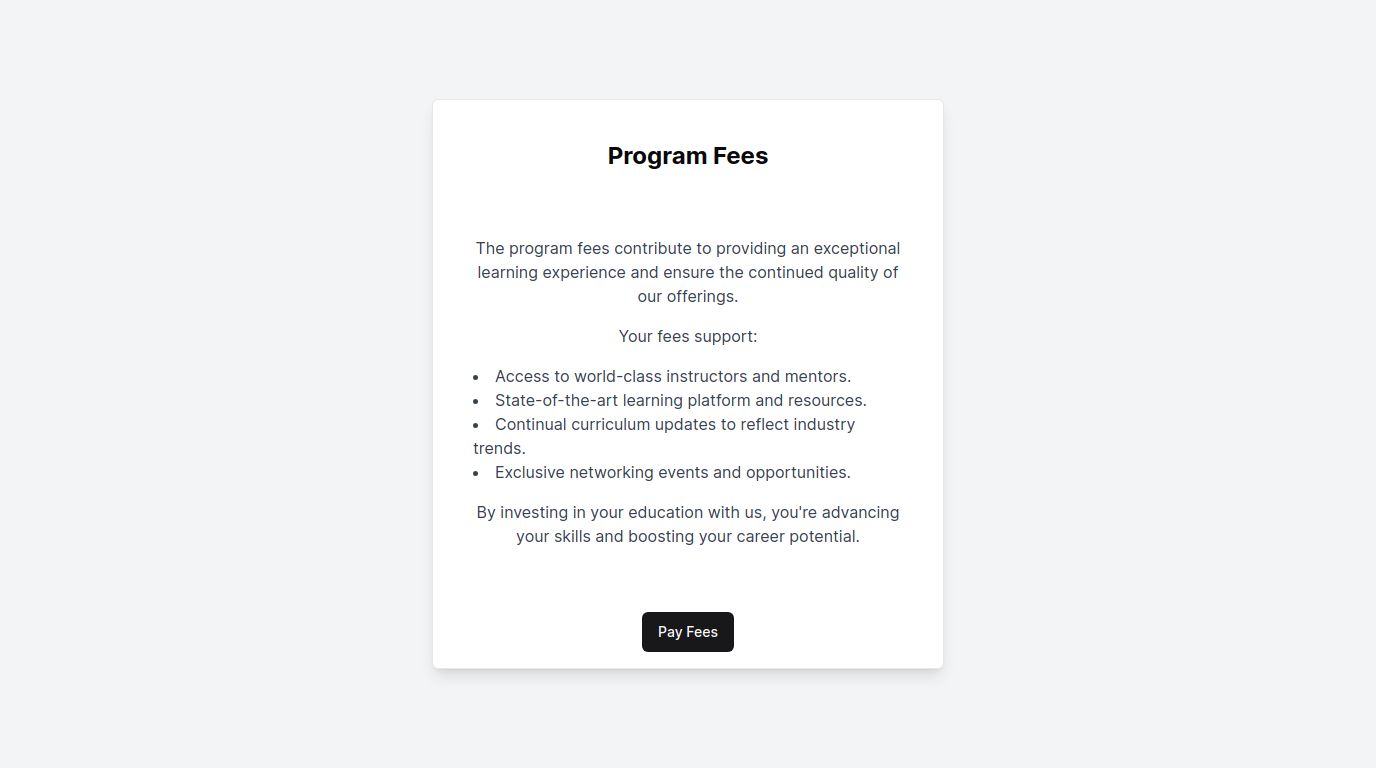 Program Fees
The program fees contribute to providing an exceptional
learning experience and ensure the continued quality of
our offerings.
Your fees support:
• Access to world-class instructors and mentors.
• State-of-the-art learning platform and resources.
• Continual curriculum updates to reflect industry
trends.
• Exclusive networking events and opportunities.
By investing in your education with us, you're advancing
your skills and boosting your career potential.
Pay Fees